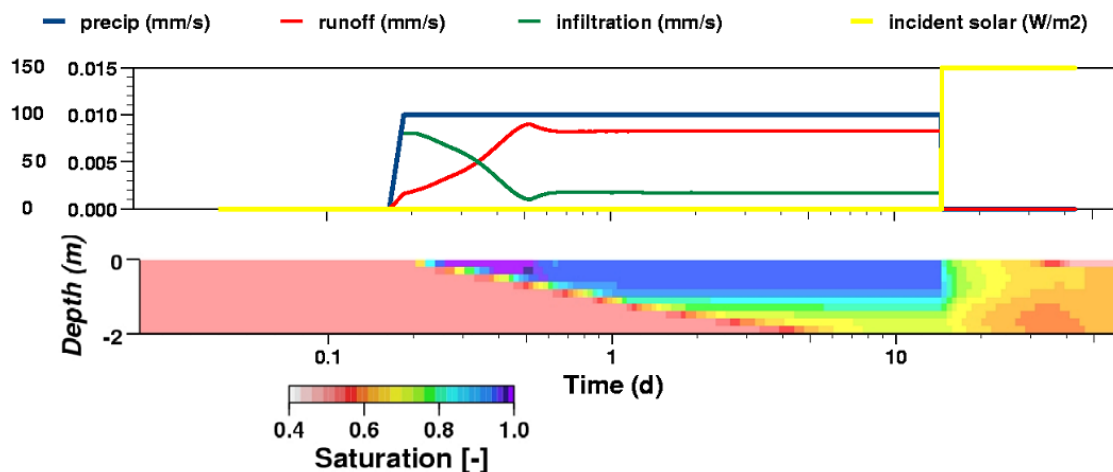 precip (mm/s) runoff (mm/s) infiltration (mm/s) incident solar (W/m2)
150 0.015
100 0.010
50 0.005
0 0.000
Depth (m)
0
-2
0.1 1 10
Time (d)
0.4 0.6 0.8 1.0
Saturation [-]